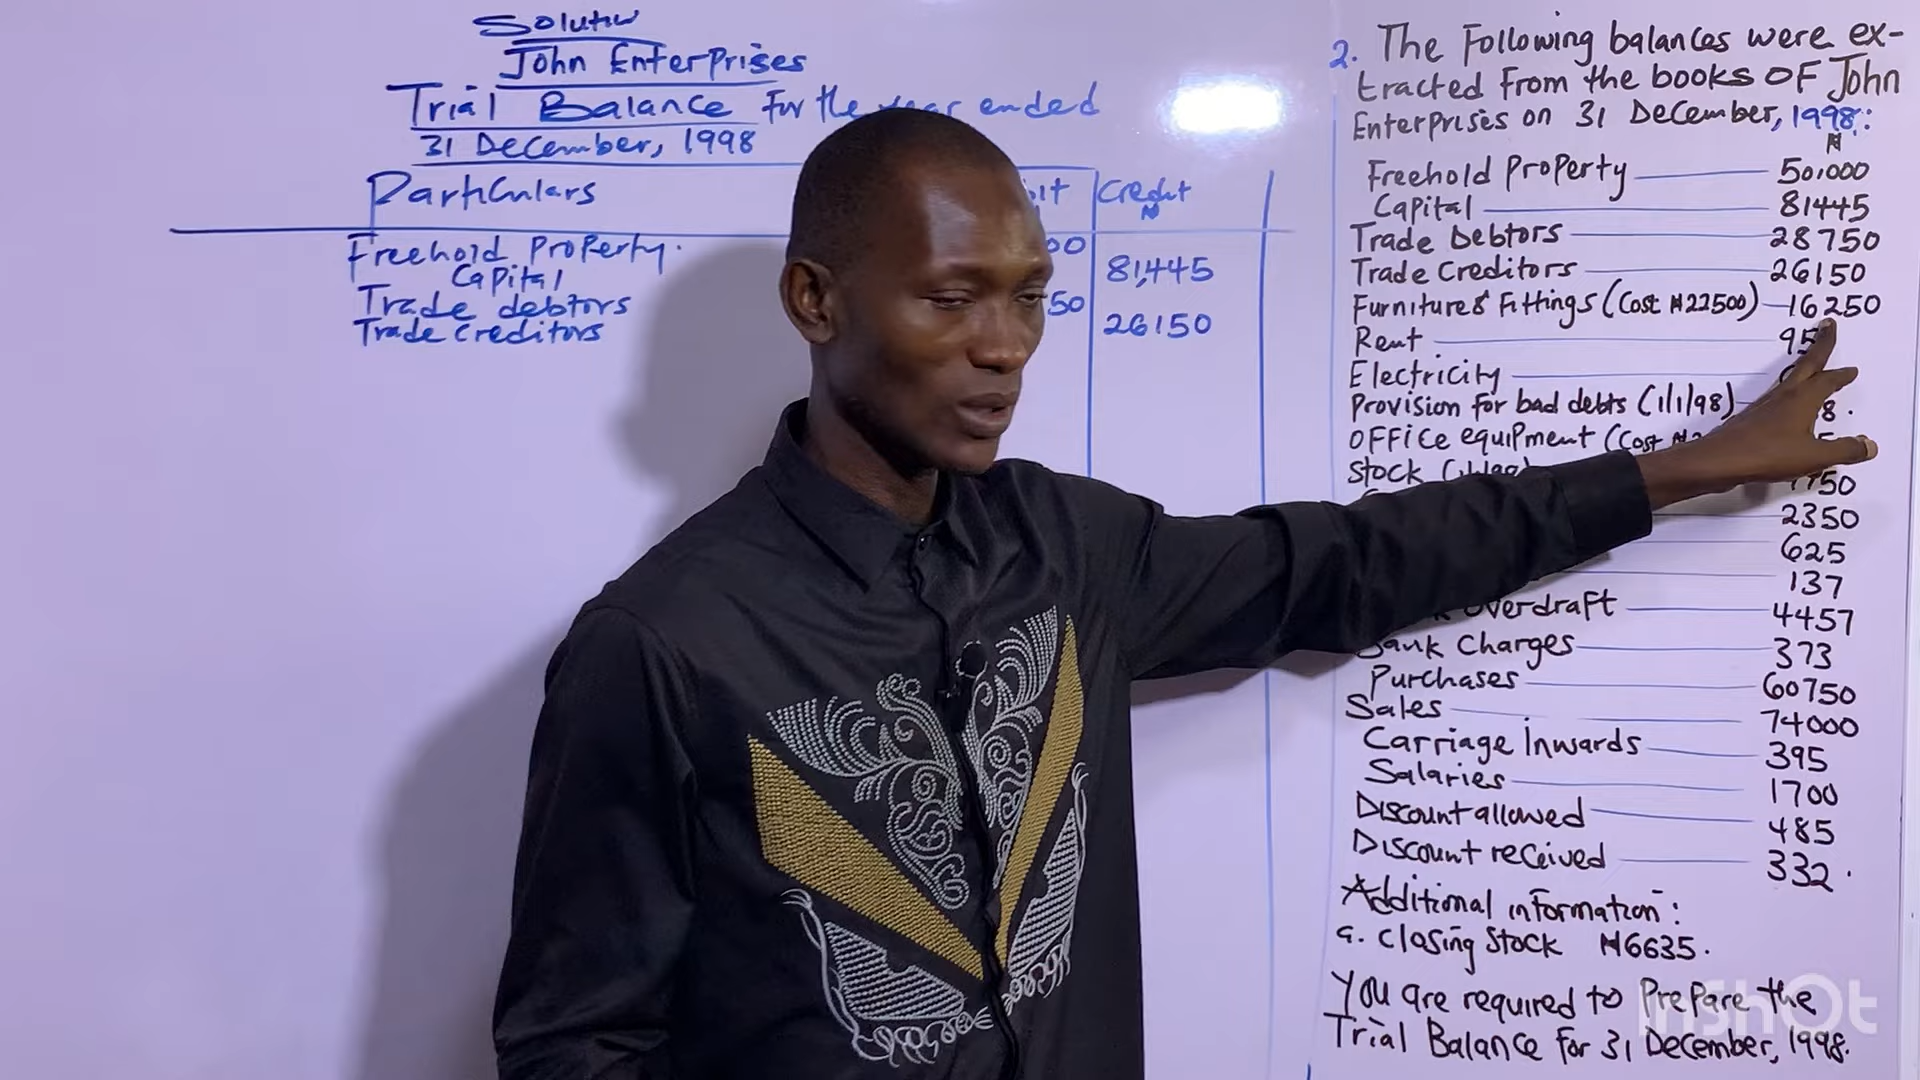 Solution
John Enterprises
Trial Balance For the year ended
31 December, 1998
Particulars
Credit
₦
Freehold Property.
Capital 81,445
Trade debtors
Trade Creditors 26150
2. The Following balances were ex-
tracted From the books OF John
Enterprises on 31 December, 1998:
₦
Freehold Property 50,000
Capital 81445
Trade Debtors 28750
Trade Creditors 26150
Furniture & Fittings (Cost ₦22500) 16250
Rent
Electricity
Provision For bad debts (1/1/98)
OFFice equipment (Cost
Stock
2350
625
137
Overdraft 4457
Bank Charges 373
Purchases 60750
Sales 74000
Carriage Inwards 395
Salaries 1700
Discount allowed 485
Discount received 332.
Additional information:
a. Closing Stock ₦6635.
You are required to Prepare the
Trial Balance For 31 December, 1998.
InShOt